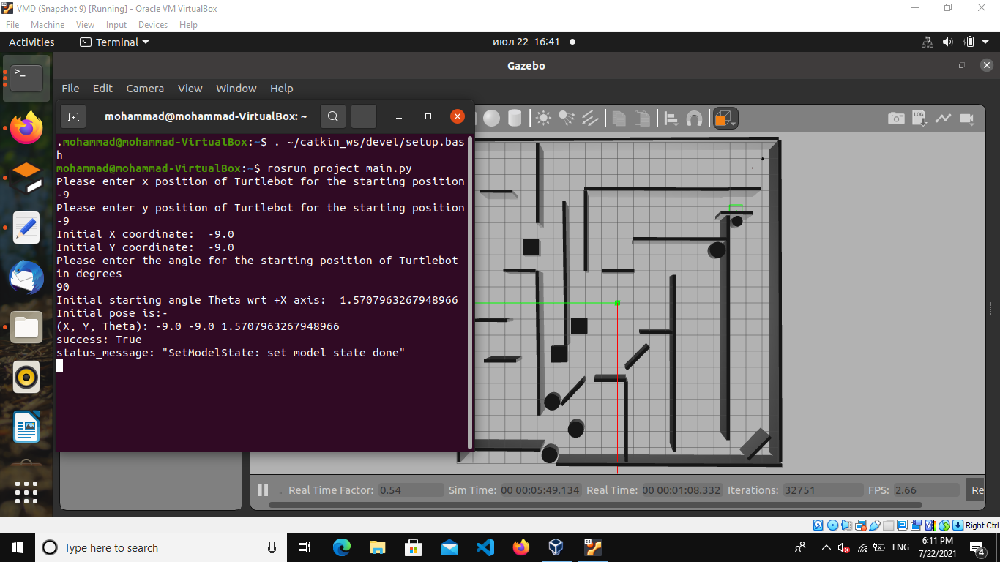 VMD (Snapshot 9) [Running] - Oracle VM VirtualBox
File Machine View Input Devices Help
Activities Terminal июл 22 16:41
Gazebo
File Edit Camera View Window Help
mohammad@mohammad-VirtualBox: ~
LOG
.mohammad@mohammad-VirtualBox:~$ . ~/catkin_ws/devel/setup.bas
h
mohammad@mohammad-VirtualBox:~$ rosrun project main.py
Please enter x position of Turtlebot for the starting position
-9
Please enter y position of Turtlebot for the starting position
-9
Initial X coordinate:  -9.0
Initial Y coordinate:  -9.0
Please enter the angle for the starting position of Turtlebot
in degrees
90
Initial starting angle Theta wrt +X axis:  1.5707963267948966
Initial pose is:-
(X, Y, Theta): -9.0 -9.0 1.5707963267948966
success: True
status_message: "SetModelState: set model state done"
Real Time Factor: 0.54 Sim Time: 00 00:05:49.134 Real Time: 00 00:01:08.332 Iterations: 32751 FPS: 2.66 Re
Right Ctrl
Type here to search
ENG
6:11 PM
7/22/2021
4